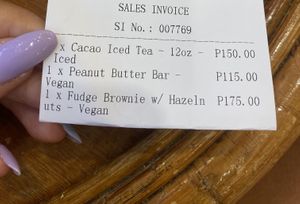 SALES INVOICE
SI No.: 007769
x Cacao Iced Tea - 12oz - P150.00
Iced
1 x Peanut Butter Bar - P115.00
Vegan
1 x Fudge Brownie w/ Hazeln P175.00
uts - Vegan